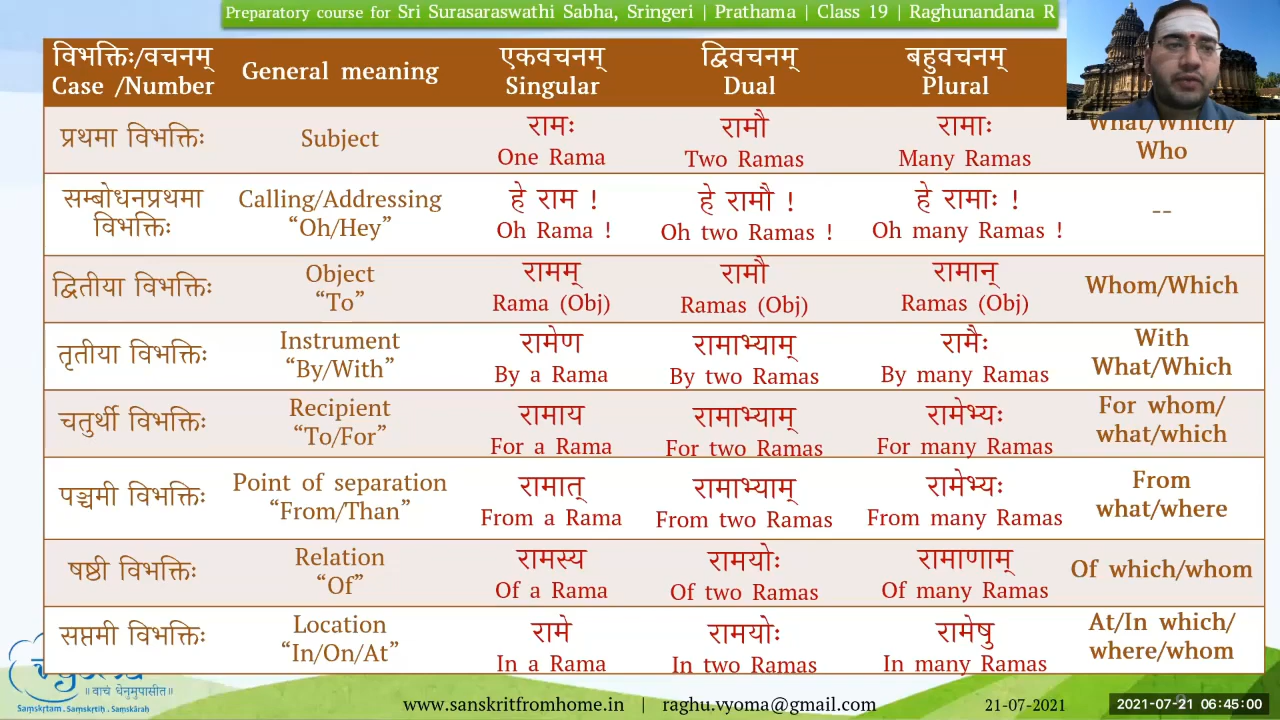 Preparatory course for Sri Surasaraswathi Sabha, Sringeri | Prathama | Class 19 | Raghunandana R
विभक्तिः/वचनम् General meaning एकवचनम् द्विवचनम् बहुवचनम्
Case /Number Singular Dual Plural
प्रथमा विभक्तिः Subject रामः रामौ रामाः What/Which/
One Rama Two Ramas Many Ramas Who
सम्बोधनप्रथमा Calling/Addressing हे राम ! हे रामौ ! हे रामाः ! --
विभक्तिः “Oh/Hey” Oh Rama ! Oh two Ramas ! Oh many Ramas !
द्वितीया विभक्तिः Object रामम् रामौ रामान् Whom/Which
“To” Rama (Obj) Ramas (Obj) Ramas (Obj)
तृतीया विभक्तिः Instrument रामेण रामाभ्याम् रामैः With
“By/With” By a Rama By two Ramas By many Ramas What/Which
चतुर्थी विभक्तिः Recipient रामाय रामाभ्याम् रामेभ्यः For whom/
“To/For” For a Rama For two Ramas For many Ramas what/which
पञ्चमी विभक्तिः Point of separation रामात् रामाभ्याम् रामेभ्यः From
“From/Than” From a Rama From two Ramas From many Ramas what/where
षष्ठी विभक्तिः Relation रामस्य रामयोः रामाणाम् Of which/whom
“Of” Of a Rama Of two Ramas Of many Ramas
सप्तमी विभक्तिः Location रामे रामयोः रामेषु At/In which/
“In/On/At” In a Rama In two Ramas In many Ramas where/whom
॥ वाचं धेनुमुपासीत॥
Saṃskṛtam . Saṃskṛtiḥ . Saṃskāraḥ
www.sanskritfromhome.in | raghu.vyoma@gmail.com 21-07-2021
2021-07-21 06:45:00